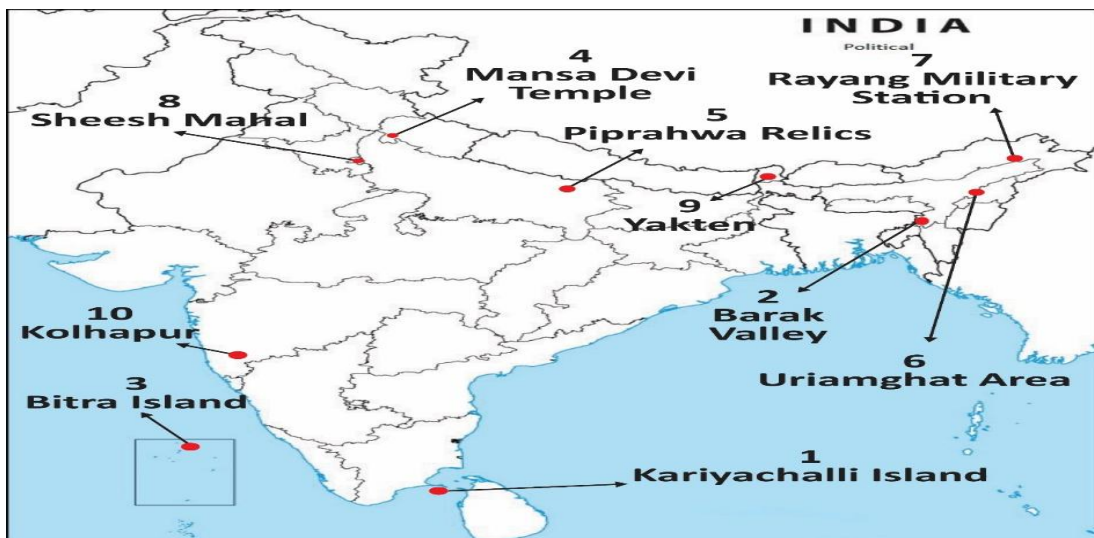 INDIA
Political
4
Mansa Devi
Temple
7
Rayang Military
Station
8
Sheesh Mahal
5
Piprahwa Relics
9
Yakten
10
Kolhapur
2
Barak
Valley
6
Uriamghat Area
3
Bitra Island
1
Kariyachalli Island